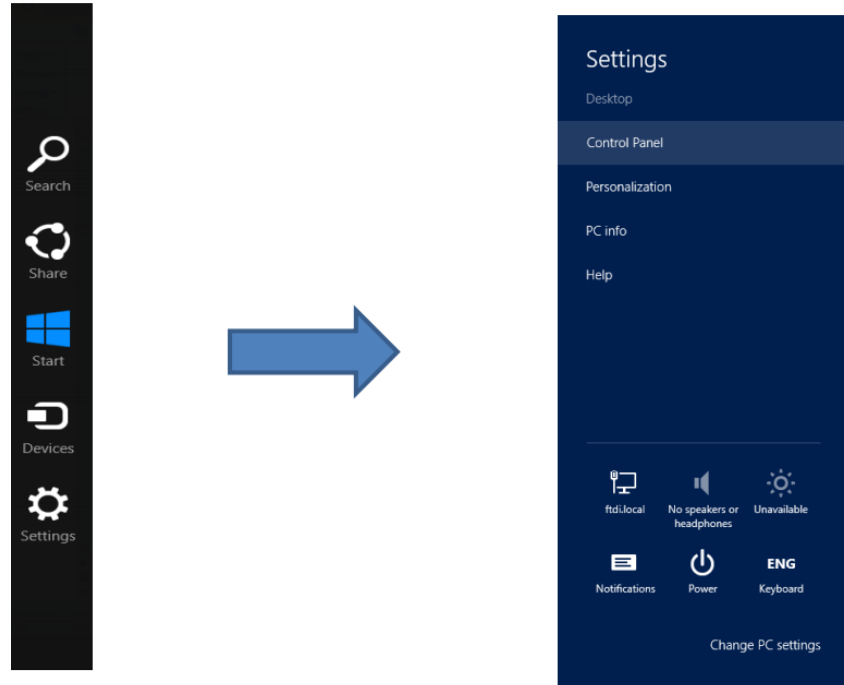 Search
Share
Start
Devices
Settings
Settings
Desktop
Control Panel
Personalization
PC info
Help
ftdi.local
No speakers or
headphones
Unavailable
Notifications
Power
ENG
Keyboard
Change PC settings